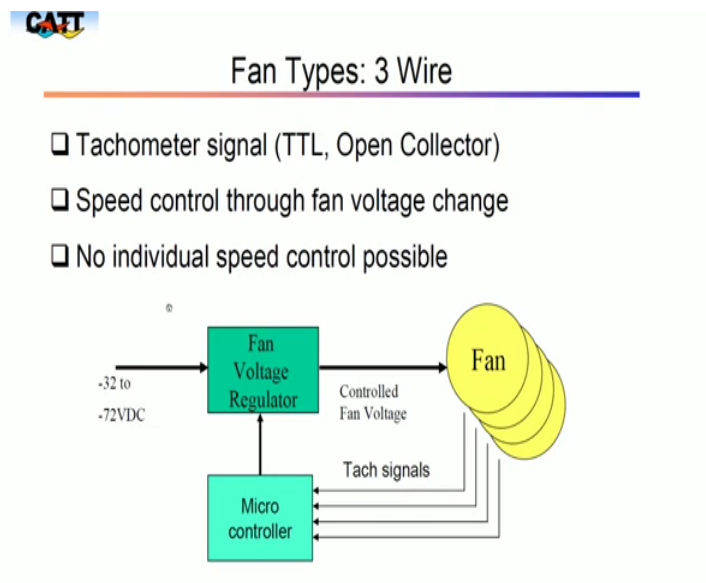 CATT
Fan Types: 3 Wire
Tachometer signal (TTL, Open Collector)
Speed control through fan voltage change
No individual speed control possible
Fan
Voltage
Regulator
-32 to
-72VDC
Controlled
Fan Voltage
Fan
Tach signals
Micro
controller